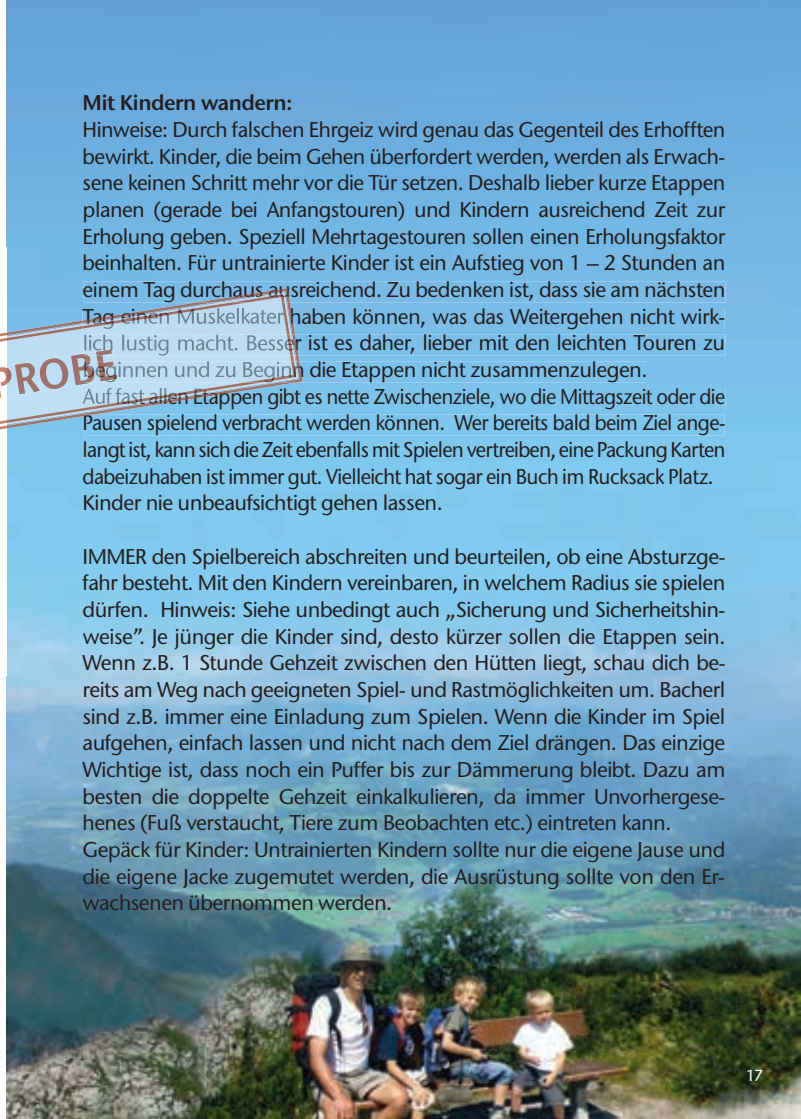 Mit Kindern wandern:
Hinweise: Durch falschen Ehrgeiz wird genau das Gegenteil des Erhofften
bewirkt. Kinder, die beim Gehen überfordert werden, werden als Erwach-
sene keinen Schritt mehr vor die Tür setzen. Deshalb lieber kurze Etappen
planen (gerade bei Anfangstouren) und Kindern ausreichend Zeit zur
Erholung geben. Speziell Mehrtagestouren sollen einen Erholungsfaktor
beinhalten. Für untrainierte Kinder ist ein Aufstieg von 1 – 2 Stunden an
einem Tag durchaus ausreichend. Zu bedenken ist, dass sie am nächsten
Tag einen Muskelkater haben können, was das Weitergehen nicht wirk-
lich lustig macht. Besser ist es daher, lieber mit den leichten Touren zu
beginnen und zu Beginn die Etappen nicht zusammenzulegen.
PROBE
Auf fast allen Etappen gibt es nette Zwischenziele, wo die Mittagszeit oder die
Pausen spielend verbracht werden können. Wer bereits bald beim Ziel ange-
langt ist, kann sich die Zeit ebenfalls mit Spielen vertreiben, eine Packung Karten
dabeizuhaben ist immer gut. Vielleicht hat sogar ein Buch im Rucksack Platz.
Kinder nie unbeaufsichtigt gehen lassen.
IMMER den Spielbereich abschreiten und beurteilen, ob eine Absturzge-
fahr besteht. Mit den Kindern vereinbaren, in welchem Radius sie spielen
dürfen. Hinweis: Siehe unbedingt auch „Sicherung und Sicherheitshin-
weise”. Je jünger die Kinder sind, desto kürzer sollen die Etappen sein.
Wenn z.B. 1 Stunde Gehzeit zwischen den Hütten liegt, schau dich be-
reits am Weg nach geeigneten Spiel- und Rastmöglichkeiten um. Bacherl
sind z.B. immer eine Einladung zum Spielen. Wenn die Kinder im Spiel
aufgehen, einfach lassen und nicht nach dem Ziel drängen. Das einzige
Wichtige ist, dass noch ein Puffer bis zur Dämmerung bleibt. Dazu am
besten die doppelte Gehzeit einkalkulieren, da immer Unvorhergese-
henes (Fuß verstaucht, Tiere zum Beobachten etc.) eintreten kann.
Gepäck für Kinder: Untrainierten Kindern sollte nur die eigene Jause und
die eigene Jacke zugemutet werden, die Ausrüstung sollte von den Er-
wachsenen übernommen werden.
17